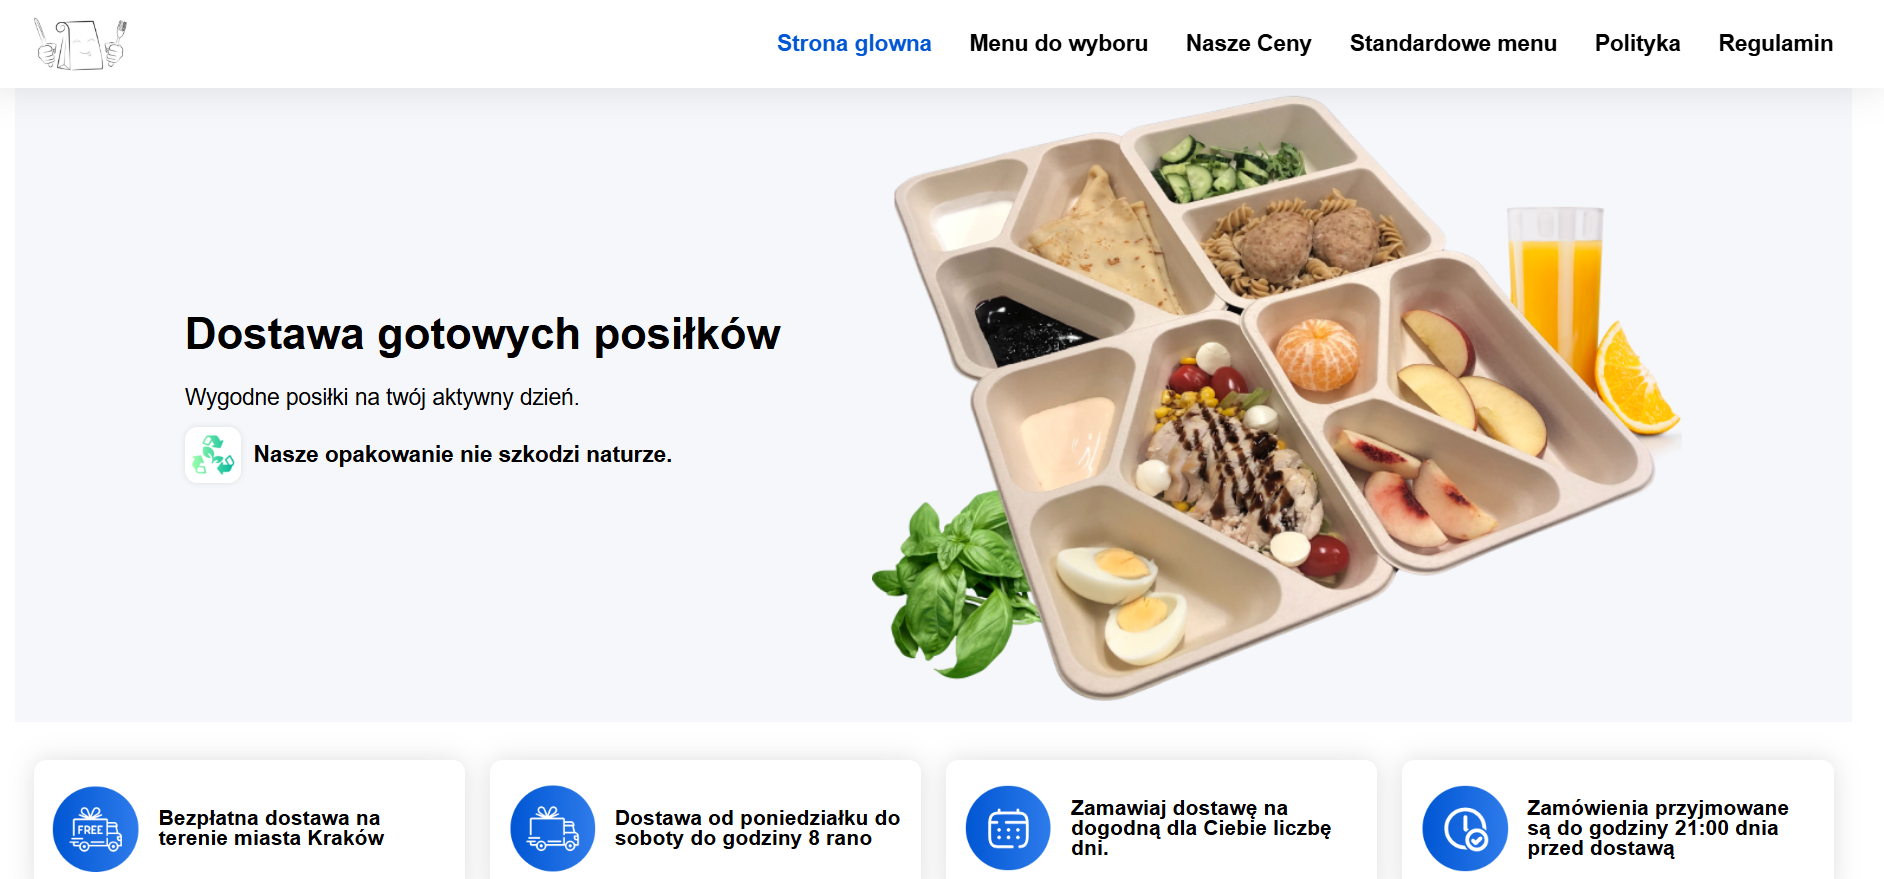 Strona glowna Menu do wyboru Nasze Ceny Standardowe menu Polityka Regulamin
Dostawa gotowych posiłków
Wygodne posiłki na twój aktywny dzień.
Nasze opakowanie nie szkodzi naturze.
FREE
Bezpłatna dostawa na
terenie miasta Kraków
Dostawa od poniedziałku do
soboty do godziny 8 rano
Zamawiaj dostawę na
dogodną dla Ciebie liczbę
dni.
Zamówienia przyjmowane
są do godziny 21:00 dnia
przed dostawą